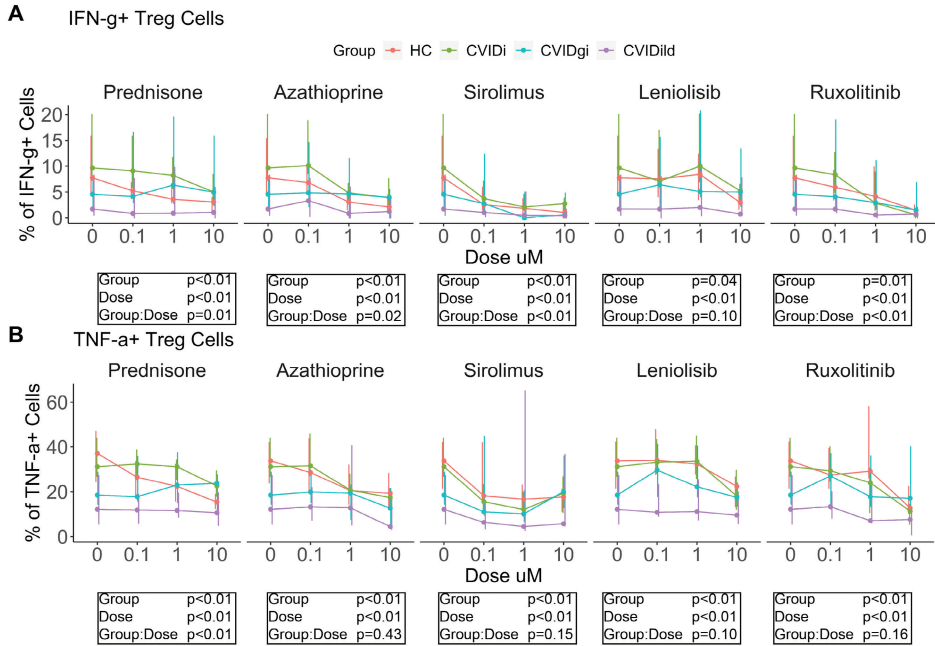 A IFN-g+ Treg Cells
Group HC CVIDi CVIDgi CVIDild
Prednisone Azathioprine Sirolimus Leniolisib Ruxolitinib
% of IFN-g+ Cells
20
15
10
5
0
0 0.1 1 10 0 0.1 1 10 0 0.1 1 10 0 0.1 1 10 0 0.1 1 10
Dose uM
Group p<0.01 Group p<0.01 Group p<0.01 Group p=0.04 Group p=0.01
Dose p<0.01 Dose p<0.01 Dose p<0.01 Dose p<0.01 Dose p<0.01
Group:Dose p=0.01 Group:Dose p=0.02 Group:Dose p<0.01 Group:Dose p=0.10 Group:Dose p<0.01
B TNF-a+ Treg Cells
Prednisone Azathioprine Sirolimus Leniolisib Ruxolitinib
% of TNF-a+ Cells
60
40
20
0
0 0.1 1 10 0 0.1 1 10 0 0.1 1 10 0 0.1 1 10 0 0.1 1 10
Dose uM
Group p<0.01 Group p<0.01 Group p<0.01 Group p<0.01 Group p<0.01
Dose p<0.01 Dose p<0.01 Dose p<0.01 Dose p<0.01 Dose p<0.01
Group:Dose p<0.01 Group:Dose p=0.43 Group:Dose p=0.15 Group:Dose p=0.10 Group:Dose p=0.16